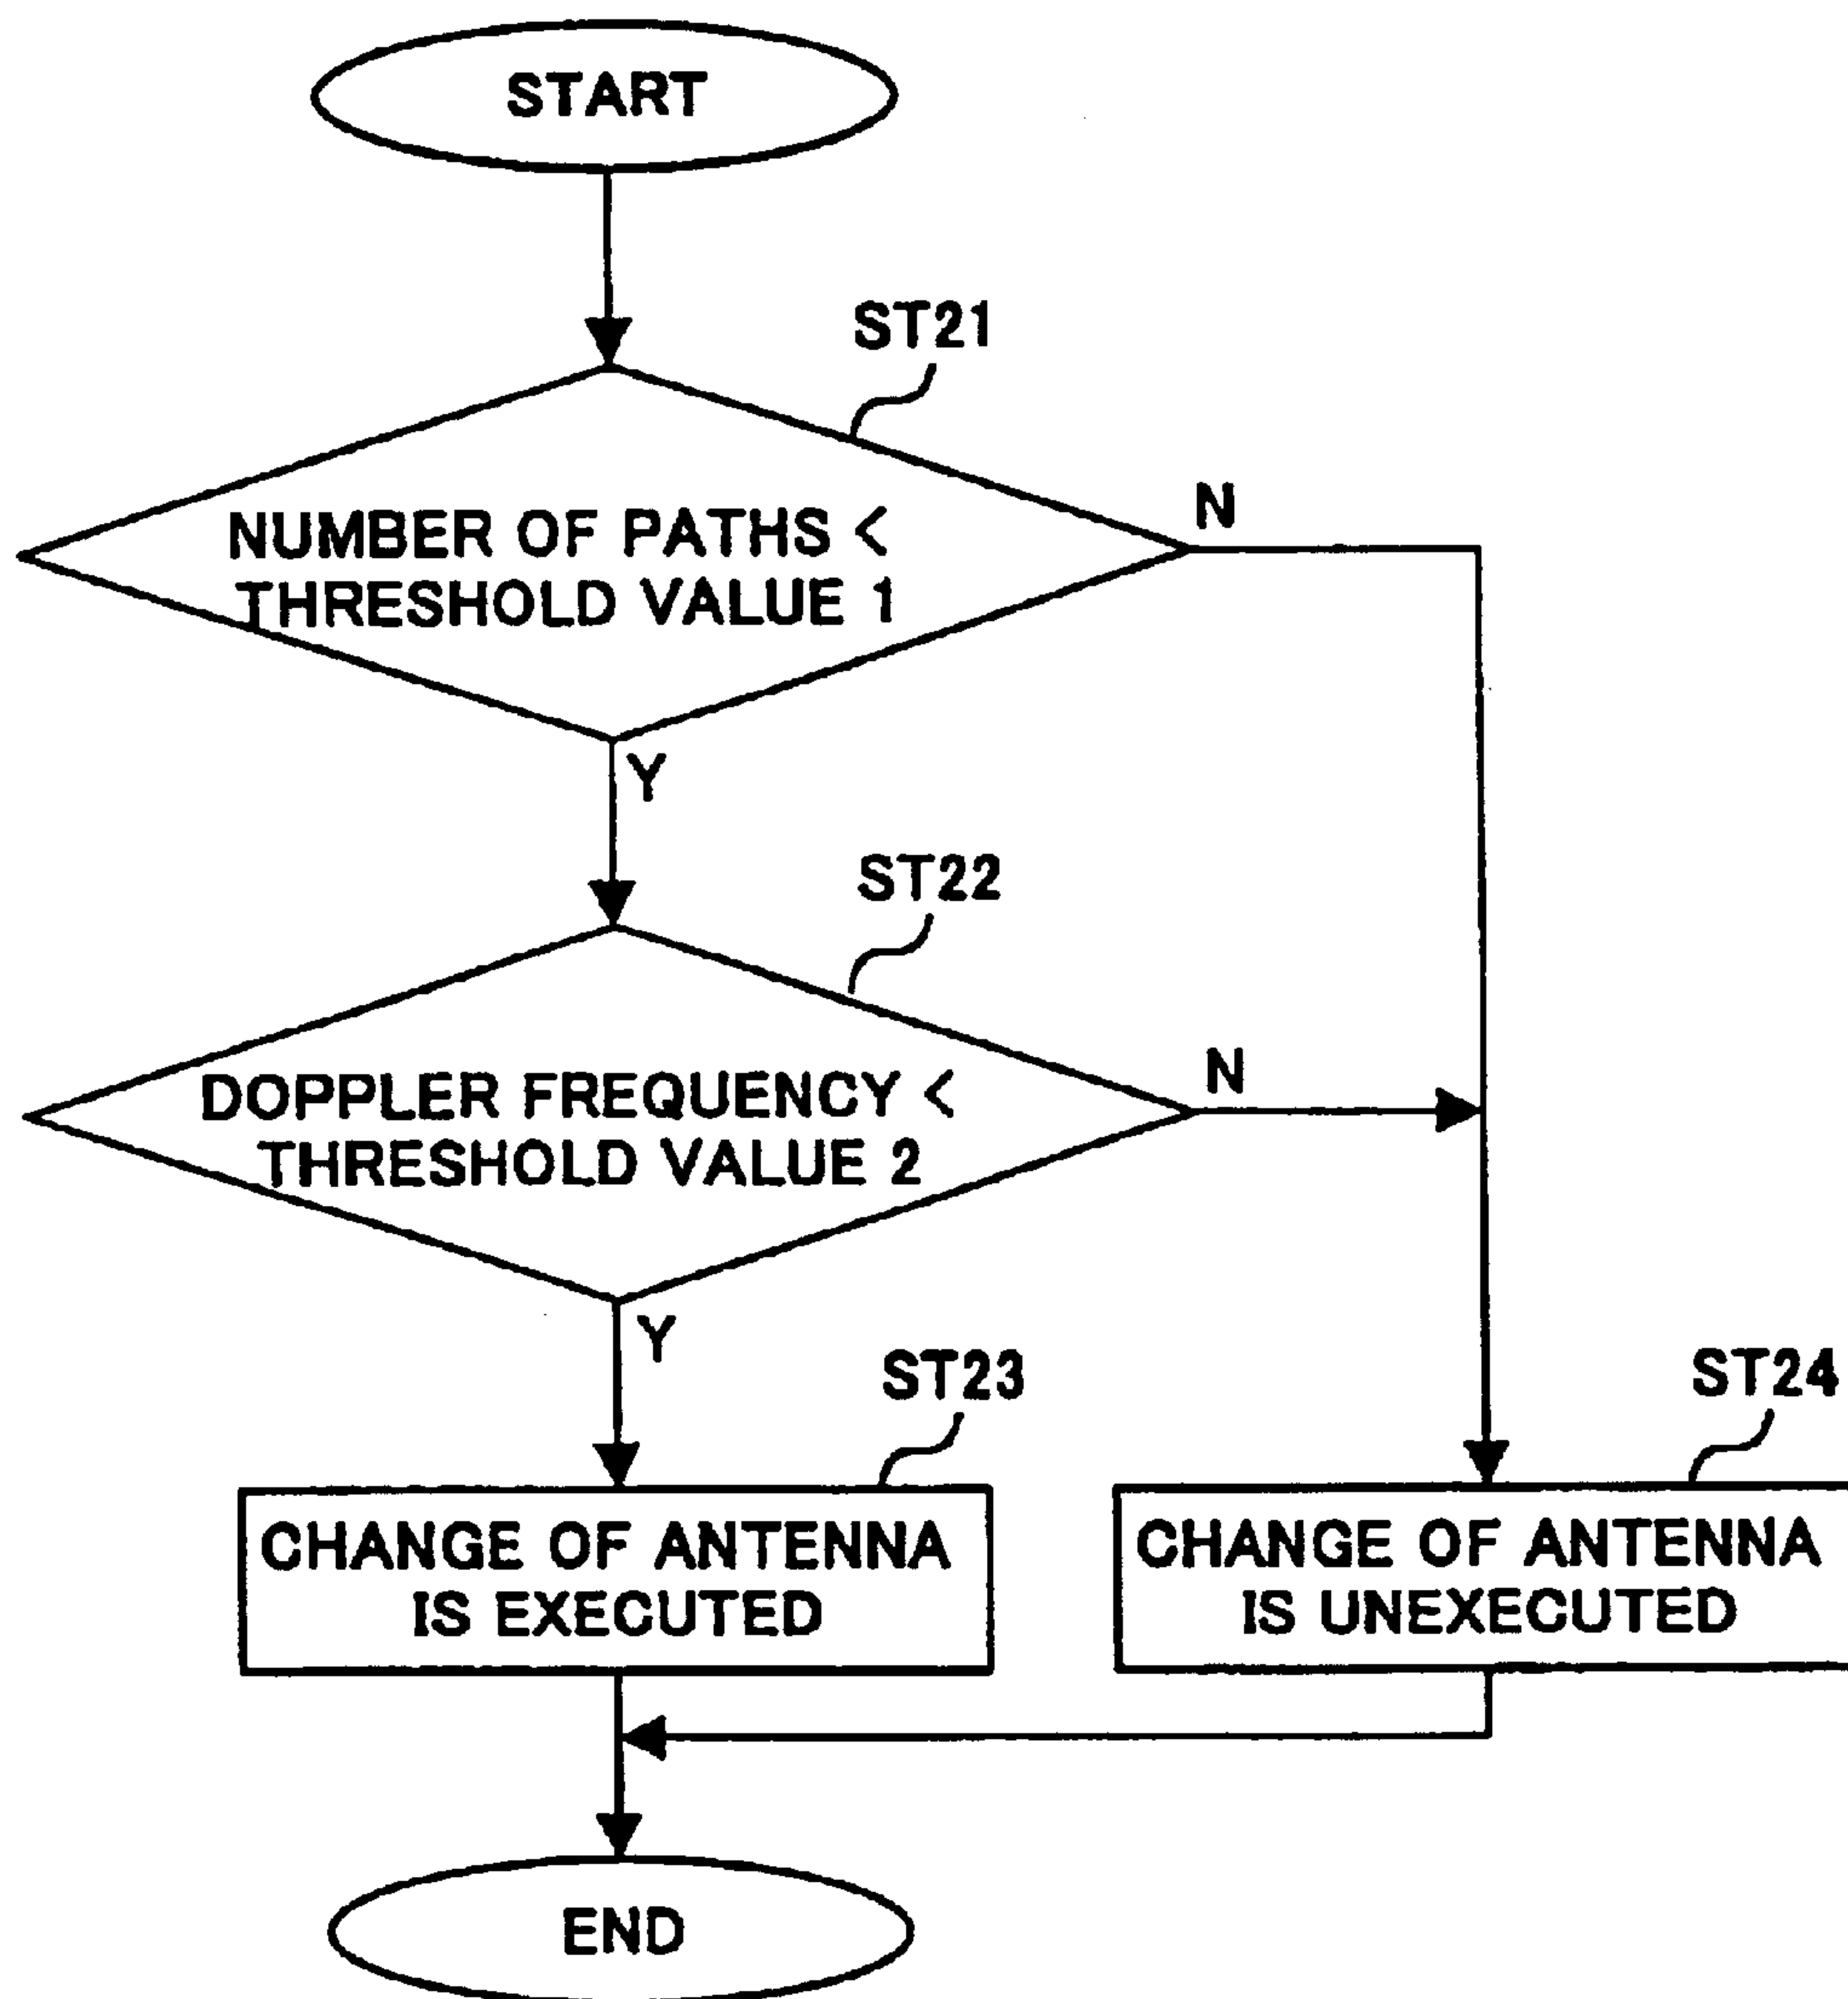 START
ST21
NUMBER OF PATHS <
THRESHOLD VALUE 1
N
Y
ST22
DOPPLER FREQUENCY <
THRESHOLD VALUE 2
N
Y
ST23
ST24
CHANGE OF ANTENNA
IS EXECUTED
CHANGE OF ANTENNA
IS UNEXECUTED
END